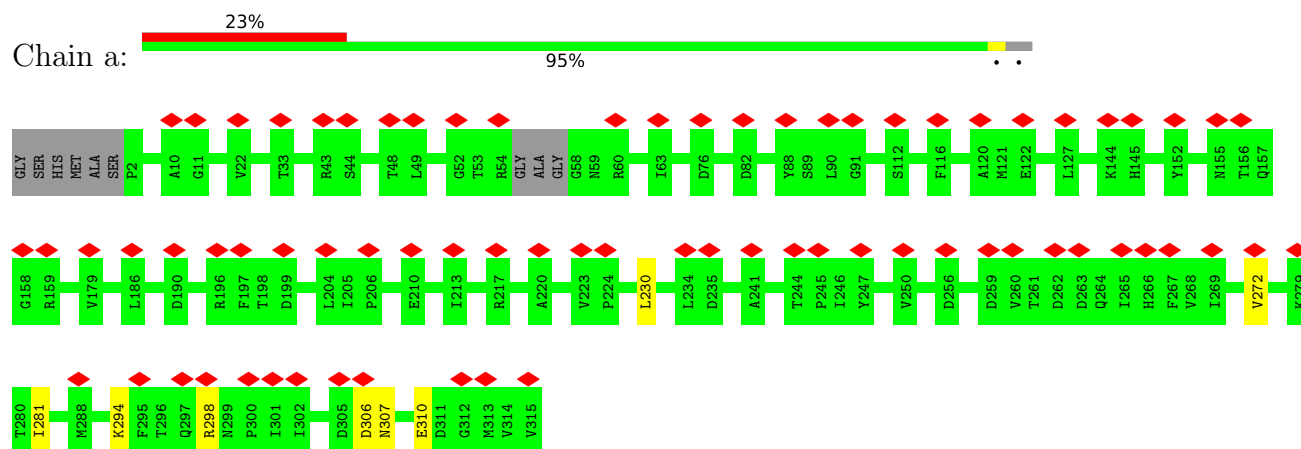 23%
Chain a:
95%
• •
GLY SER HIS MET ALA SER P2 A10 G11 V22 T33 R43 S44 T48 L49 G52 T53 R54 GLY ALA GLY G58 N59 R60 I63 D76 D82 Y88 S89 L90 G91 S112 F116 A120 M121 E122 L127 K144 H145 Y152 N155 T156 Q157
G158 R159 V179 L186 D190 R196 F197 T198 D199 L204 I205 P206 E210 I213 R217 A220 V223 P224 L230 L234 D235 A241 T244 P245 I246 Y247 V250 D256 D259 V260 T261 D262 D263 Q264 I265 H266 F267 V268 I269 V272 K279
T280 I281 M288 K294 F295 T296 Q297 R298 N299 P300 I301 I302 D305 D306 N307 E310 D311 G312 M313 V314 V315